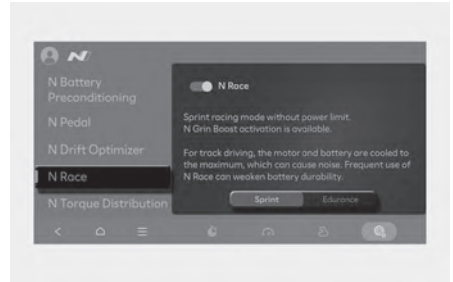 N
N Battery
Preconditioning
N Pedal
N Drift Optimizer
N Race
N Torque Distribution
N Race
Sprint racing mode without power limit.
N Grin Boost activation is available.
For track driving, the motor and battery are cooled to
the maximum, which can cause noise. Frequent use of
N Race can weaken battery durability.
Sprint
Edurance